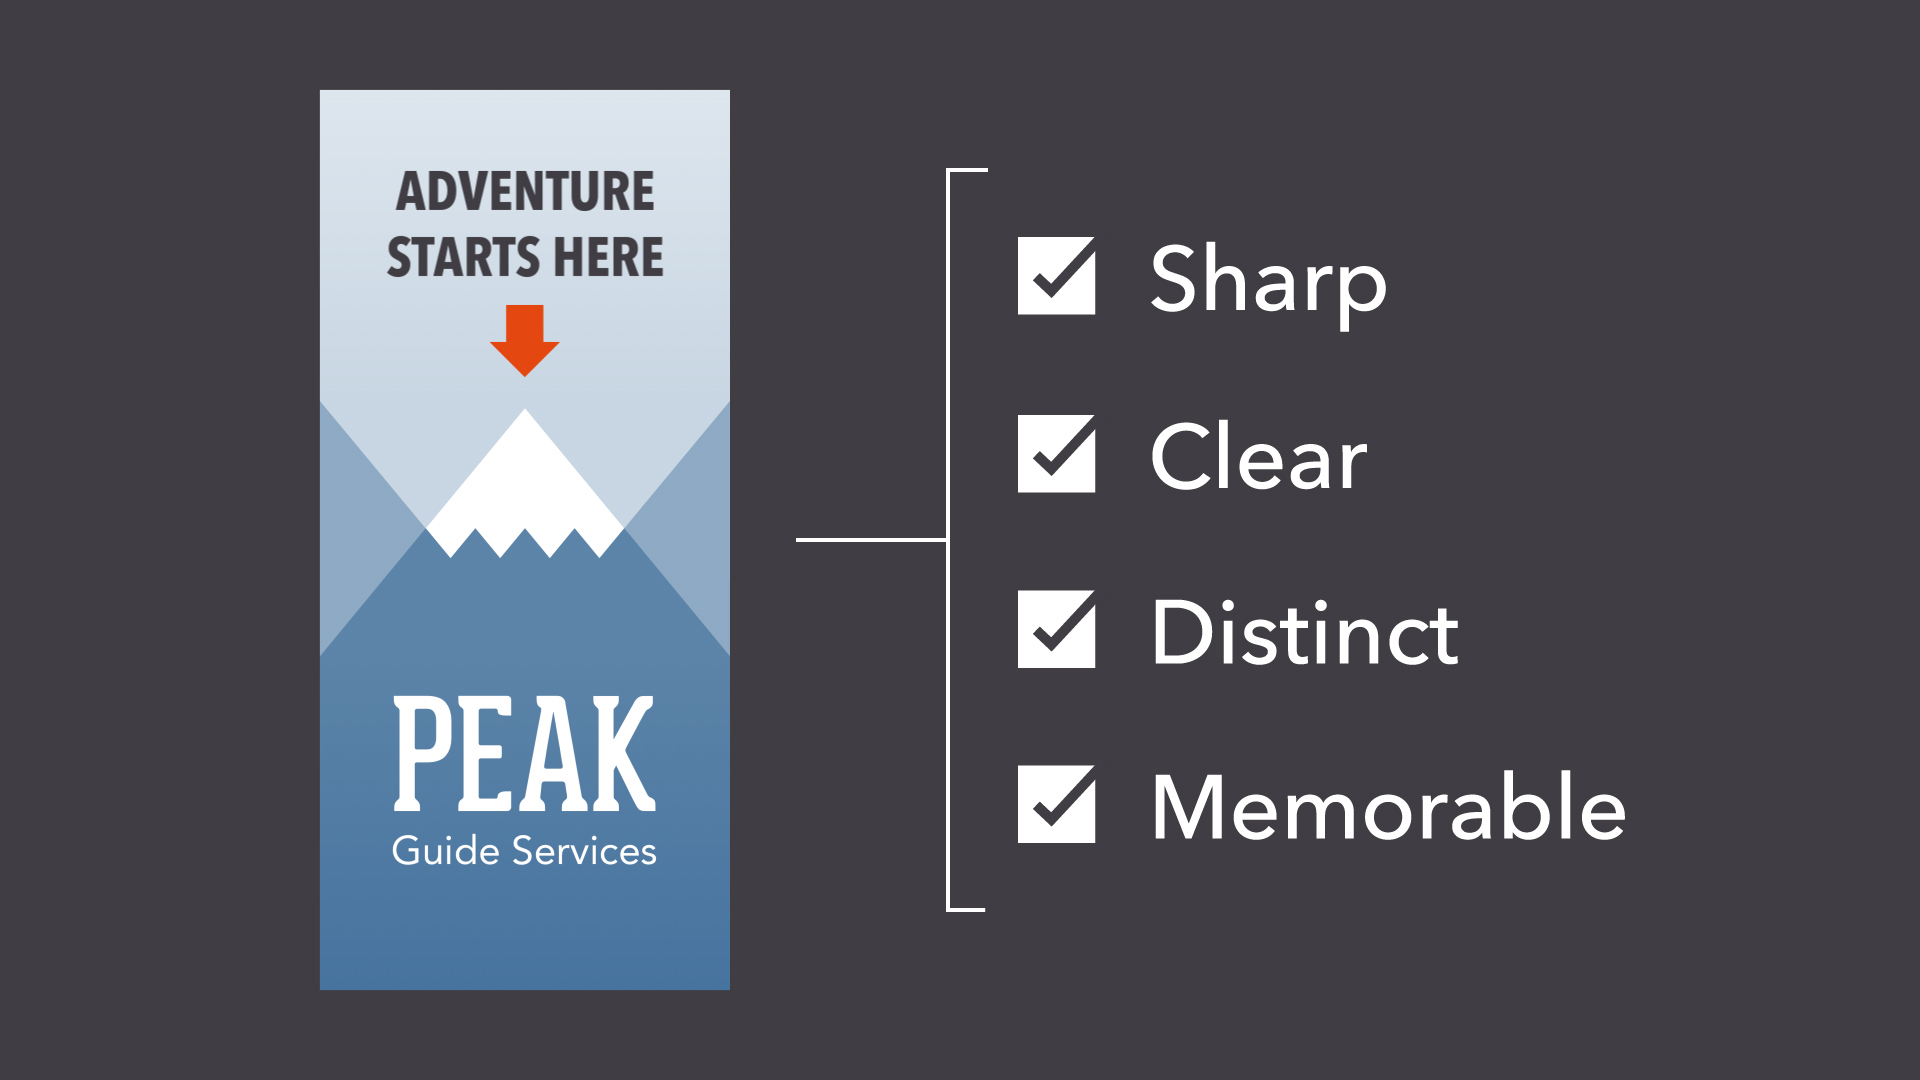 ADVENTURE
STARTS HERE
PEAK
Guide Services
Sharp
Clear
Distinct
Memorable